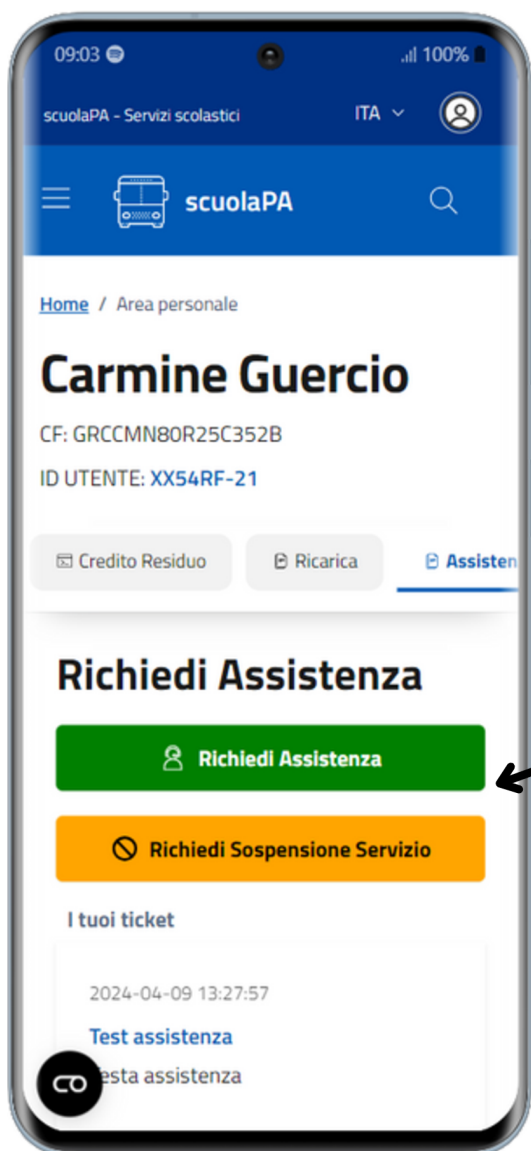 09:03
100%
scuolaPA - Servizi scolastici
ITA
scuolaPA
Home / Area personale
Carmine Guercio
CF: GRCCMN80R25C352B
ID UTENTE: XX54RF-21
Credito Residuo
Ricarica
Assisten
Richiedi Assistenza
Richiedi Assistenza
Richiedi Sospensione Servizio
I tuoi ticket
2024-04-09 13:27:57
Test assistenza
esta assistenza